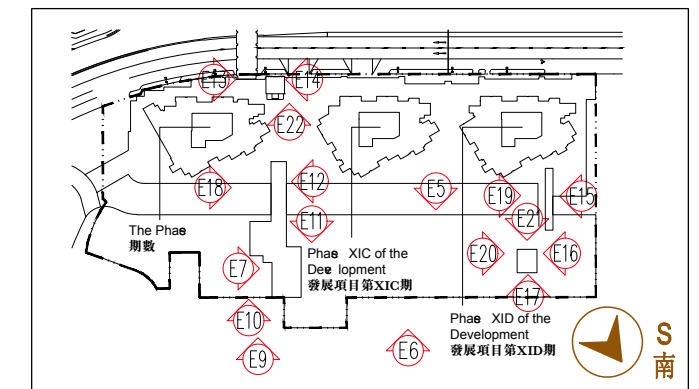 E13
E14
E22
E18
E12
E5
E19
E15
E11
E21
The Phase
期數
E7
Phase XIC of the
Development
發展項目第XIC期
E20
E16
E17
E10
Phase XID of the
Development
發展項目第XID期
E9
E6
S
南